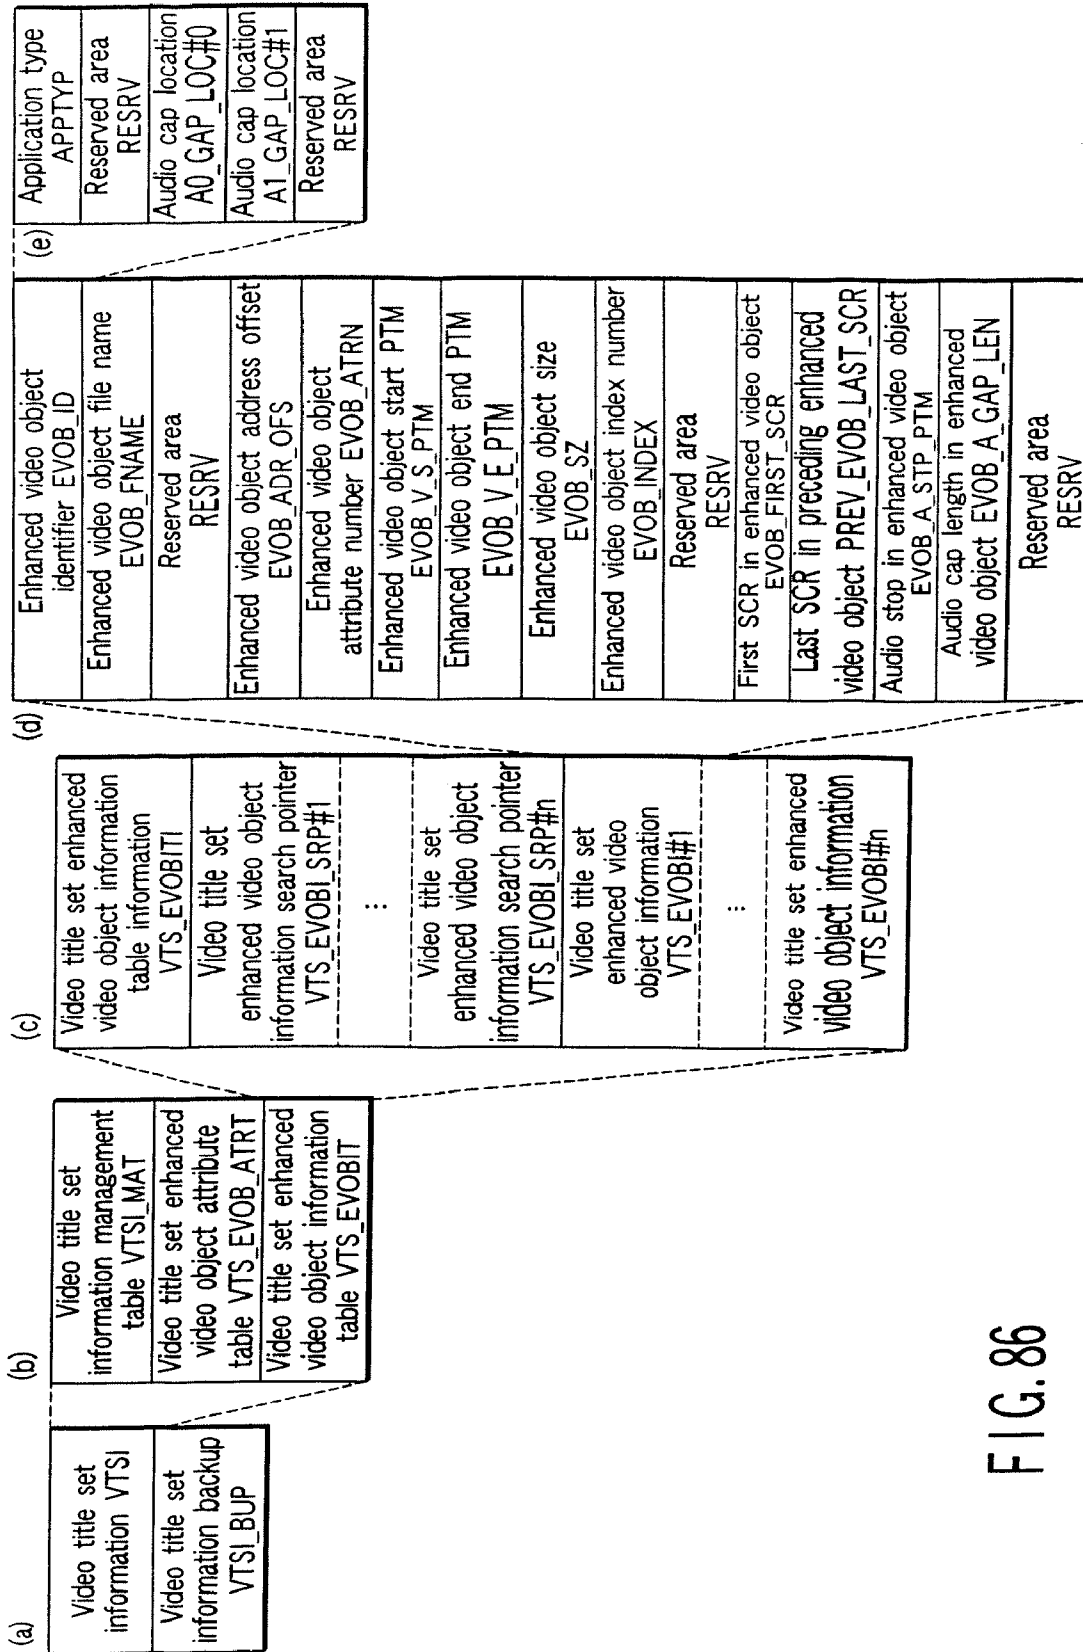 (a)
Video title set
information VTSI
Video title set
information backup
VTSI_BUP
(b)
Video title set
information management
table VTSI_MAT
Video title set enhanced
video object attribute
table VTS_EVOB_ATRT
Video title set enhanced
video object information
table VTS_EVOBIT
(c)
Video title set enhanced
video object information
table information
VTS_EVOBITI
Video title set
enhanced video object
information search pointer
VTS_EVOBI_SRP#1
⋮
Video title set
enhanced video object
information search pointer
VTS_EVOBI_SRP#n
Video title set
enhanced video
object information
VTS_EVOBI#1
⋮
Video title set enhanced
video object information
VTS_EVOBI#n
(d)
Enhanced video object
identifier EVOB_ID
Enhanced video object file name
EVOB_FNAME
Reserved area
RESRV
Enhanced video object address offset
EVOB_ADR_OFS
Enhanced video object
attribute number EVOB_ATRN
Enhanced video object start PTM
EVOB_V_S_PTM
Enhanced video object end PTM
EVOB_V_E_PTM
Enhanced video object size
EVOB_SZ
Enhanced video object index number
EVOB_INDEX
Reserved area
RESRV
First SCR in enhanced video object
EVOB_FIRST_SCR
Last SCR in preceding enhanced
video object PREV_EVOB_LAST_SCR
Audio stop in enhanced video object
EVOB_A_STP_PTM
Audio cap length in enhanced
video object EVOB_A_GAP_LEN
Reserved area
RESRV
(e)
Application type
APPTYP
Reserved area
RESRV
Audio cap location
A0_GAP_LOC#0
Audio cap location
A1_GAP_LOC#1
Reserved area
RESRV
FIG. 86